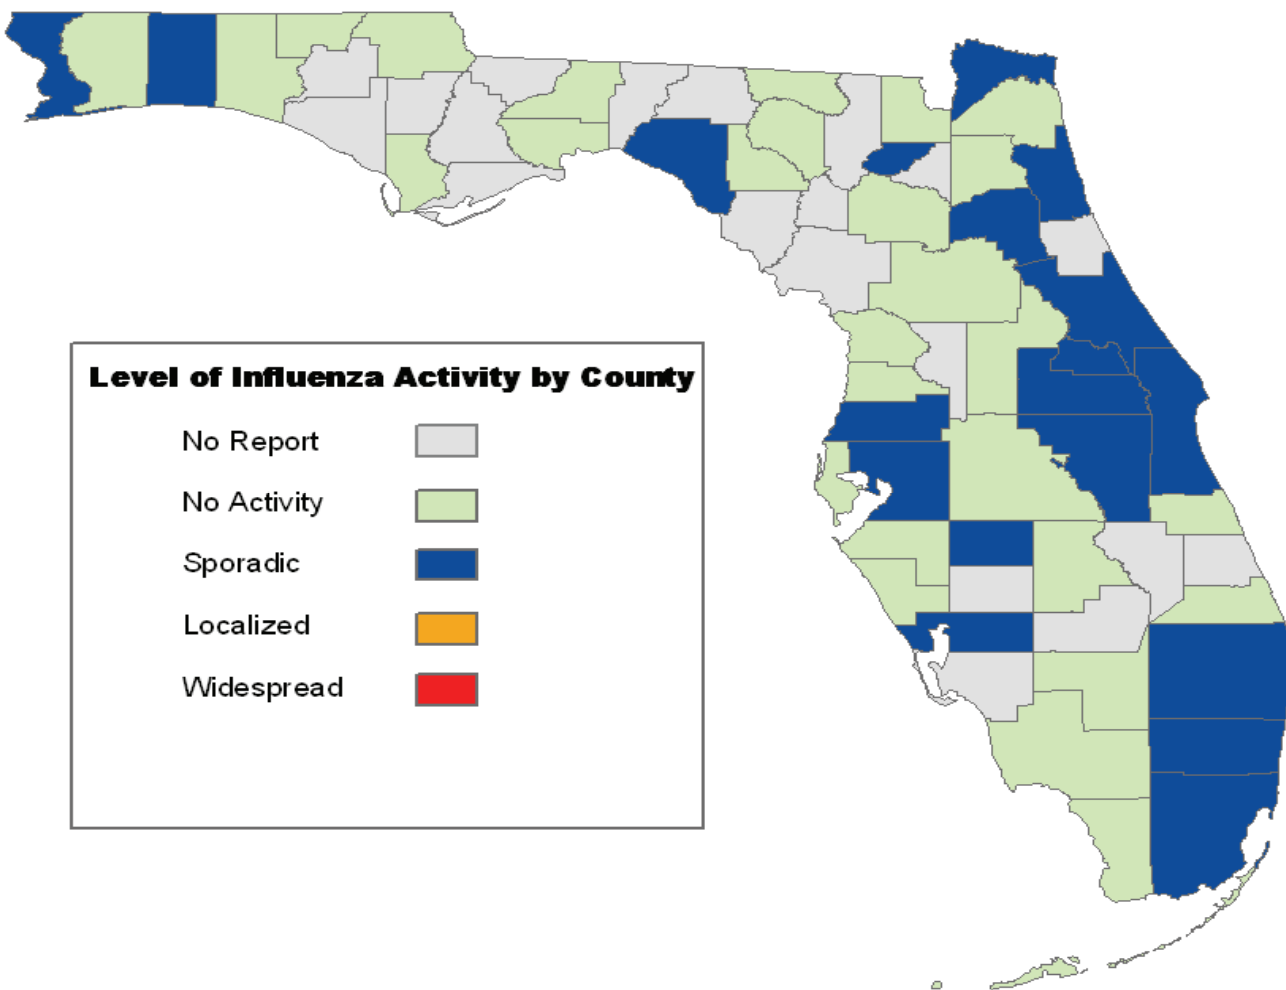 Level of Influenza Activity by County
No Report
No Activity
Sporadic
Localized
Widespread